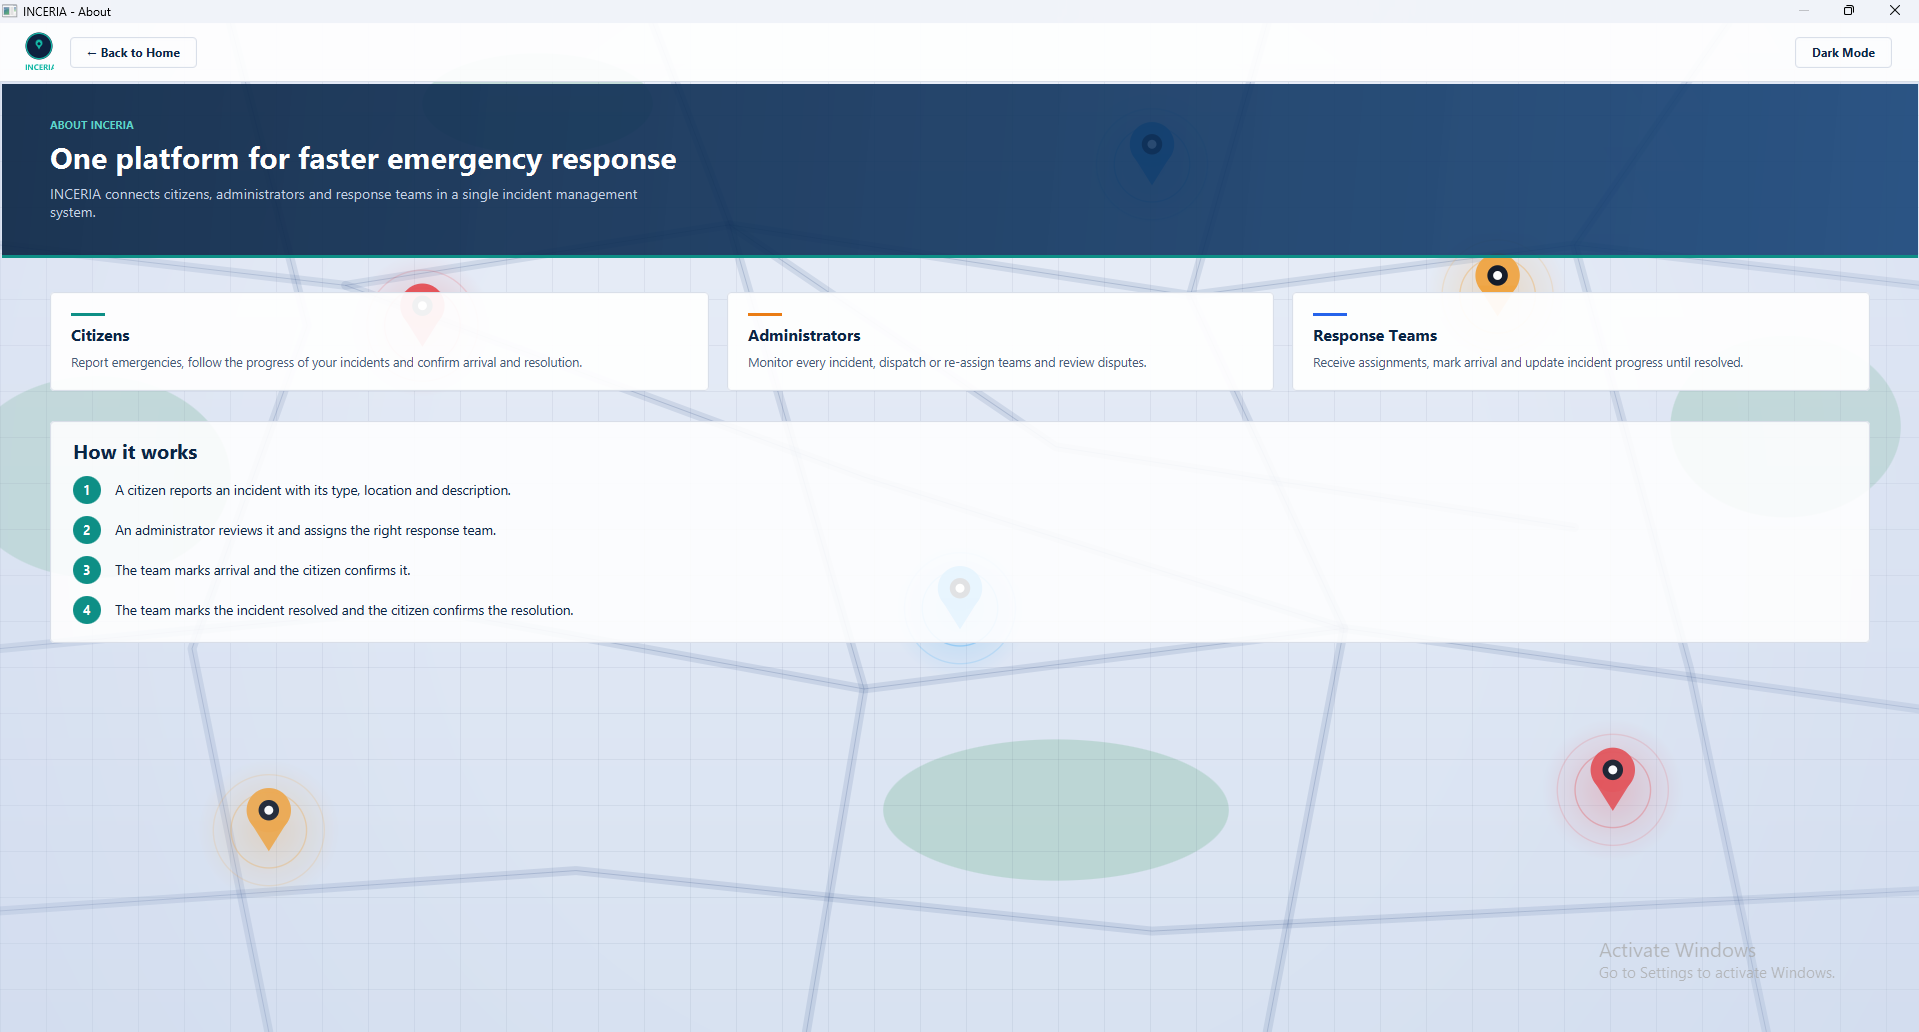 INCERIA - About
INCERIA
← Back to Home
Dark Mode
ABOUT INCERIA
One platform for faster emergency response
INCERIA connects citizens, administrators and response teams in a single incident management
system.
Citizens
Report emergencies, follow the progress of your incidents and confirm arrival and resolution.
Administrators
Monitor every incident, dispatch or re-assign teams and review disputes.
Response Teams
Receive assignments, mark arrival and update incident progress until resolved.
How it works
1 A citizen reports an incident with its type, location and description.
2 An administrator reviews it and assigns the right response team.
3 The team marks arrival and the citizen confirms it.
4 The team marks the incident resolved and the citizen confirms the resolution.
Activate Windows
Go to Settings to activate Windows.